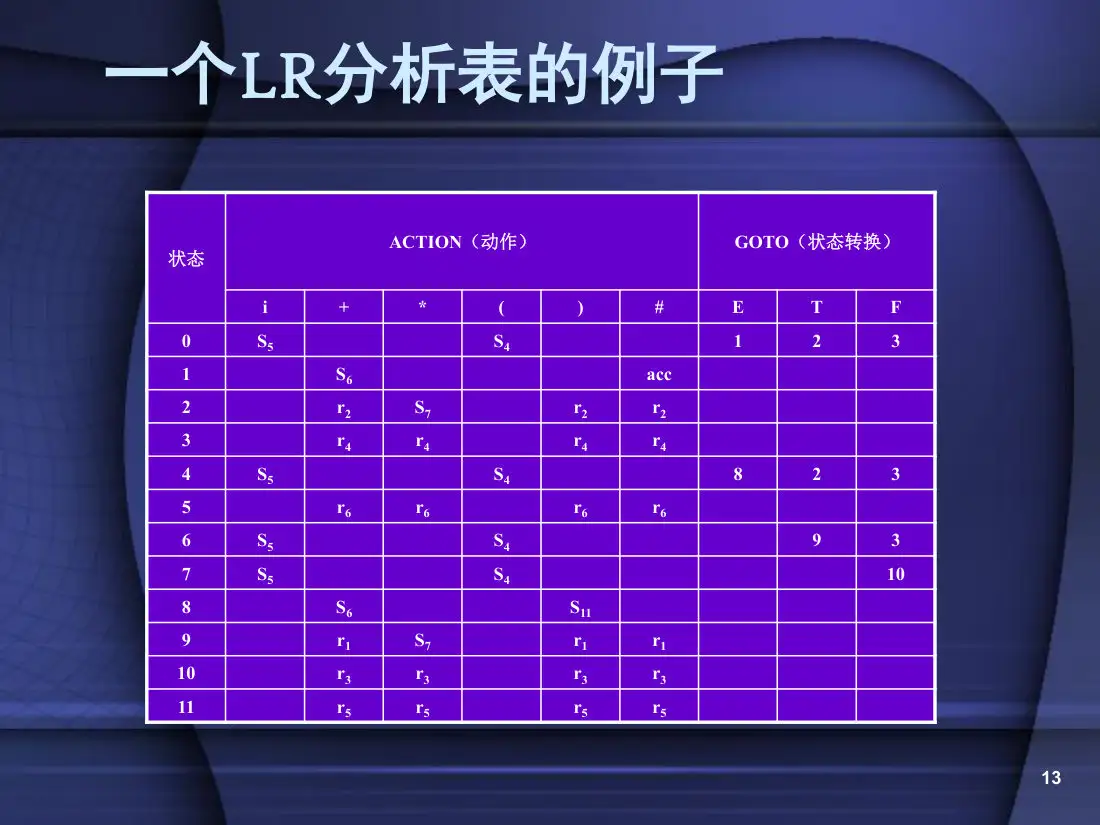 一个LR分析表的例子
状态 ACTION（动作） GOTO（状态转换）
i + * ( ) # E T F
0 S5 S4 1 2 3
1 S6 acc
2 r2 S7 r2 r2
3 r4 r4 r4 r4
4 S5 S4 8 2 3
5 r6 r6 r6 r6
6 S5 S4 9 3
7 S5 S4 10
8 S6 S11
9 r1 S7 r1 r1
10 r3 r3 r3 r3
11 r5 r5 r5 r5
13